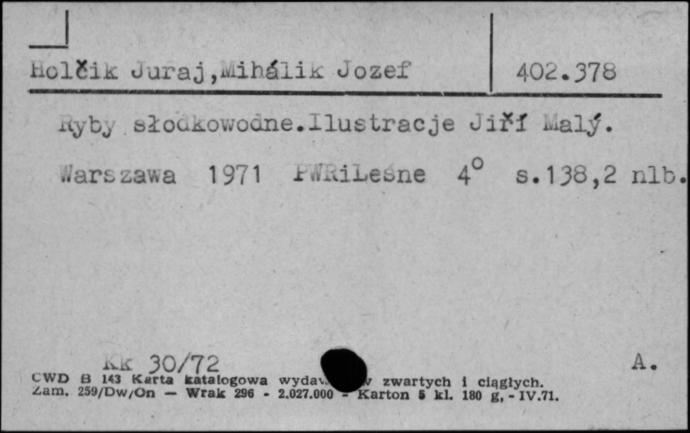 Holčik Juraj,Mihálik Jozef 402.378
Ryby słodkowodne.Ilustracje Jiří Malý.
Warszawa 1971 PWRiLeśne 4° s.138,2 nlb.
Kk 30/72 A.
CWD B 143 Karta katalogowa zwartych i ciągłych.
Zam. 259/Dw/On — Wrak 296 - 2.027.000 - Karton 5 kl. 180 g, - IV.71.